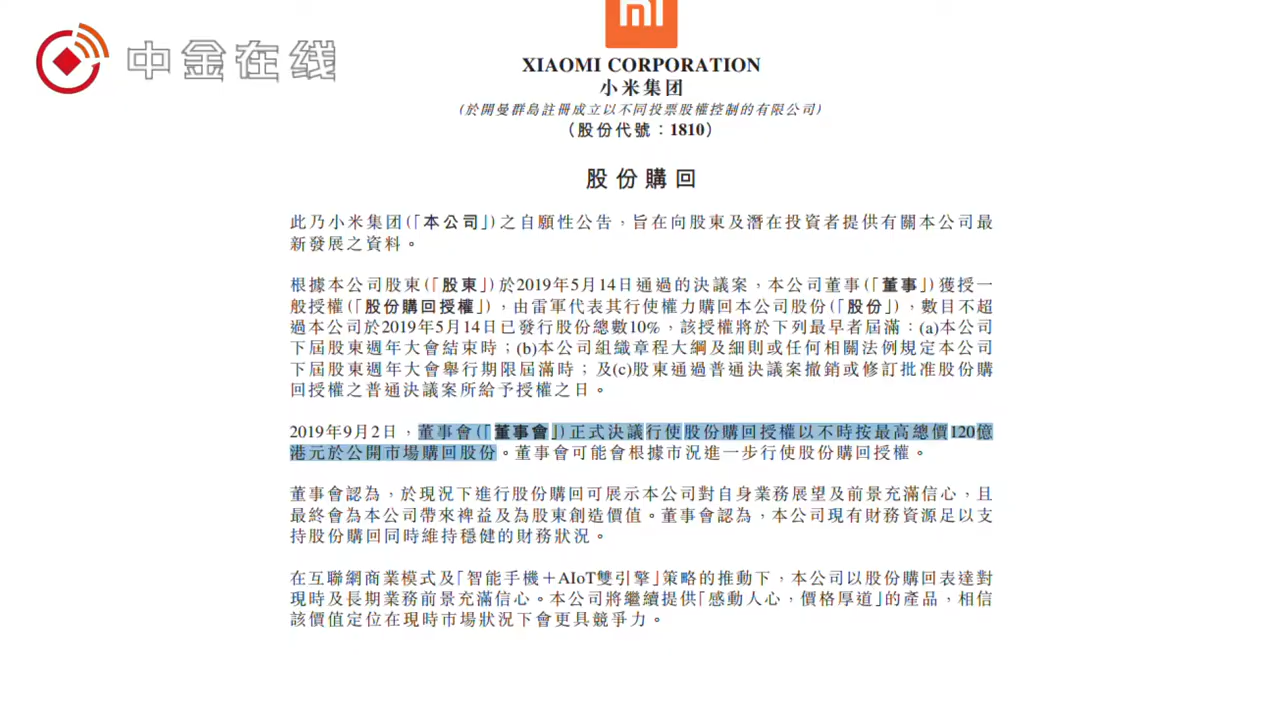 中金在线
XIAOMI CORPORATION
小米集团
(於開曼群島註冊成立以不同投票股權控制的有限公司)
(股份代號：1810)
股份購回
此乃小米集团(「本公司」)之自願性公告，旨在向股東及潛在投資者提供有關本公司最
新發展之資料。
根據本公司股東(「股東」)於2019年5月14日通過的決議案，本公司董事(「董事」)獲授一
般授權(「股份購回授權」)，由雷軍代表其行使權力購回本公司股份(「股份」)，數目不超
過本公司於2019年5月14日已發行股份總數10%，該授權將於下列最早者屆滿：(a)本公司
下屆股東週年大會結束時；(b)本公司組織章程大綱及細則或任何相關法例規定本公司
下屆股東週年大會舉行期限屆滿時；及(c)股東通過普通決議案撤銷或修訂批准股份購
回授權之普通決議案所給予授權之日。
2019年9月2日，董事會(「董事會」)正式決議行使股份購回授權以不時按最高總價120億
港元於公開市場購回股份。董事會可能會根據市況進一步行使股份購回授權。
董事會認為，於現況下進行股份購回可展示本公司對自身業務展望及前景充滿信心，且
最終會為本公司帶來裨益及為股東創造價值。董事會認為，本公司現有財務資源足以支
持股份購回同時維持穩健的財務狀況。
在互聯網商業模式及「智能手機＋AIoT雙引擎」策略的推動下，本公司以股份購回表達對
現時及長期業務前景充滿信心。本公司將繼續提供「感動人心，價格厚道」的產品，相信
該價值定位在現時市場狀況下會更具競爭力。